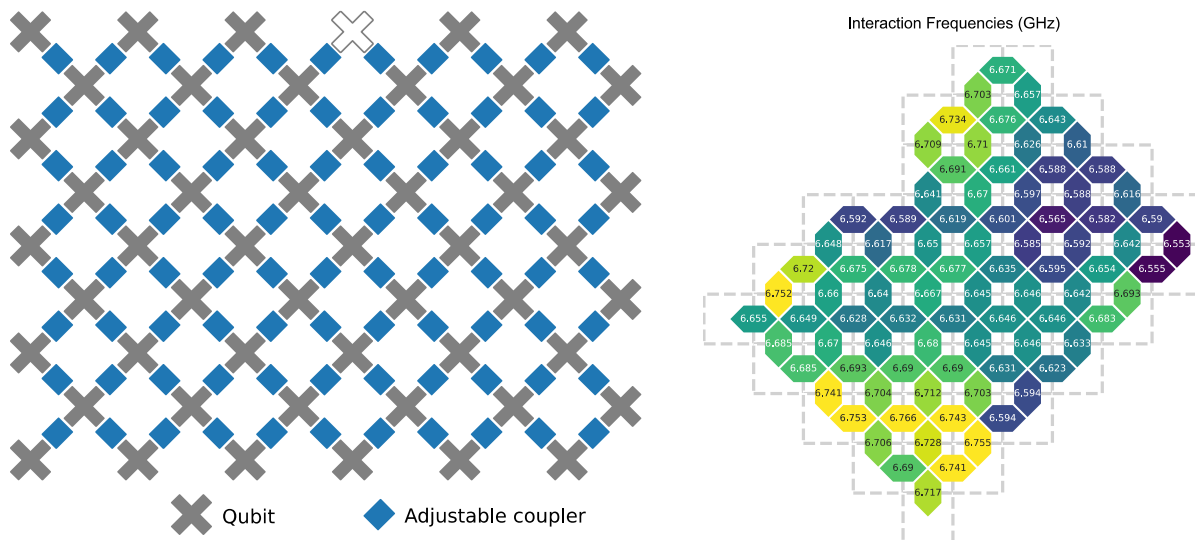 Interaction Frequencies (GHz)
6.671
6.703 6.657
6.734 6.676 6.643
6.709 6.71 6.626 6.61
6.691 6.661 6.588 6.588
6.641 6.67 6.597 6.588 6.616
6.592 6.589 6.619 6.601 6.565 6.582 6.59
6.648 6.617 6.65 6.657 6.585 6.592 6.642 6.553
6.72 6.675 6.678 6.677 6.635 6.595 6.654 6.555
6.752 6.66 6.64 6.667 6.645 6.646 6.642 6.693
6.655 6.649 6.628 6.632 6.631 6.646 6.646 6.683
6.685 6.67 6.646 6.68 6.645 6.646 6.633
6.685 6.693 6.69 6.69 6.631 6.623
6.741 6.704 6.712 6.703 6.594
6.753 6.766 6.743 6.594
6.706 6.728 6.755
6.69 6.741
6.717
Qubit
Adjustable coupler